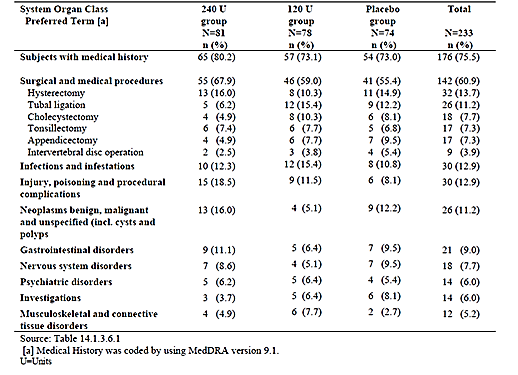 System Organ Class 240 U 120 U Placebo Total
Preferred Term [a] group group group
N=81 N=78 N=74 N=233
n (%) n (%) n (%) n (%)
Subjects with medical history 65 (80.2) 57 (73.1) 54 (73.0) 176 (75.5)
Surgical and medical procedures 55 (67.9) 46 (59.0) 41 (55.4) 142 (60.9)
Hysterectomy 13 (16.0) 8 (10.3) 11 (14.9) 32 (13.7)
Tubal ligation 5 (6.2) 12 (15.4) 9 (12.2) 26 (11.2)
Cholecystectomy 4 (4.9) 8 (10.3) 6 (8.1) 18 (7.7)
Tonsillectomy 6 (7.4) 6 (7.7) 5 (6.8) 17 (7.3)
Appendicectomy 4 (4.9) 6 (7.7) 7 (9.5) 17 (7.3)
Intervertebral disc operation 2 (2.5) 3 (3.8) 4 (5.4) 9 (3.9)
Infections and infestations 10 (12.3) 12 (15.4) 8 (10.8) 30 (12.9)
Injury, poisoning and procedural 15 (18.5) 9 (11.5) 6 (8.1) 30 (12.9)
complications
Neoplasms benign, malignant 13 (16.0) 4 (5.1) 9 (12.2) 26 (11.2)
and unspecified (incl. cysts and
polyps
Gastrointestinal disorders 9 (11.1) 5 (6.4) 7 (9.5) 21 (9.0)
Nervous system disorders 7 (8.6) 4 (5.1) 7 (9.5) 18 (7.7)
Psychiatric disorders 5 (6.2) 5 (6.4) 4 (5.4) 14 (6.0)
Investigations 3 (3.7) 5 (6.4) 6 (8.1) 14 (6.0)
Musculoskeletal and connective 4 (4.9) 6 (7.7) 2 (2.7) 12 (5.2)
tissue disorders
Source: Table 14.1.3.6.1
[a] Medical History was coded by using MedDRA version 9.1.
U=Units